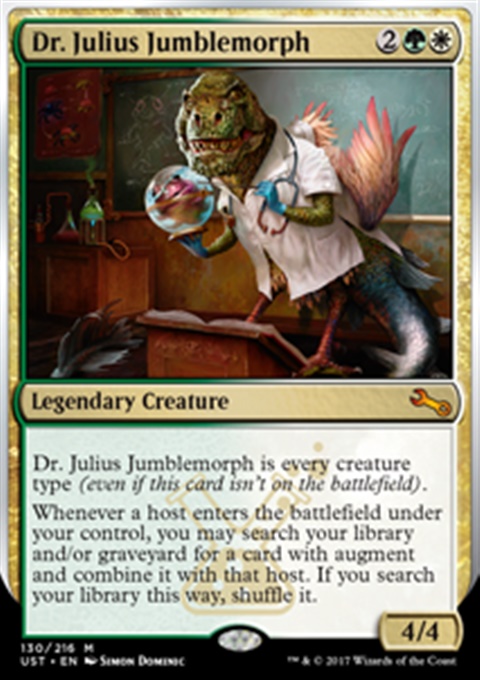 Dr. Julius Jumblemorph 2
Legendary Creature
Dr. Julius Jumblemorph is every creature
type (even if this card isn't on the battlefield).
Whenever a host enters the battlefield under
your control, you may search your library
and/or graveyard for a card with augment
and combine it with that host. If you search
your library this way, shuffle it.
4/4
130/216 M
UST • EN Simon Dominic
™ & © 2017 Wizards of the Coast